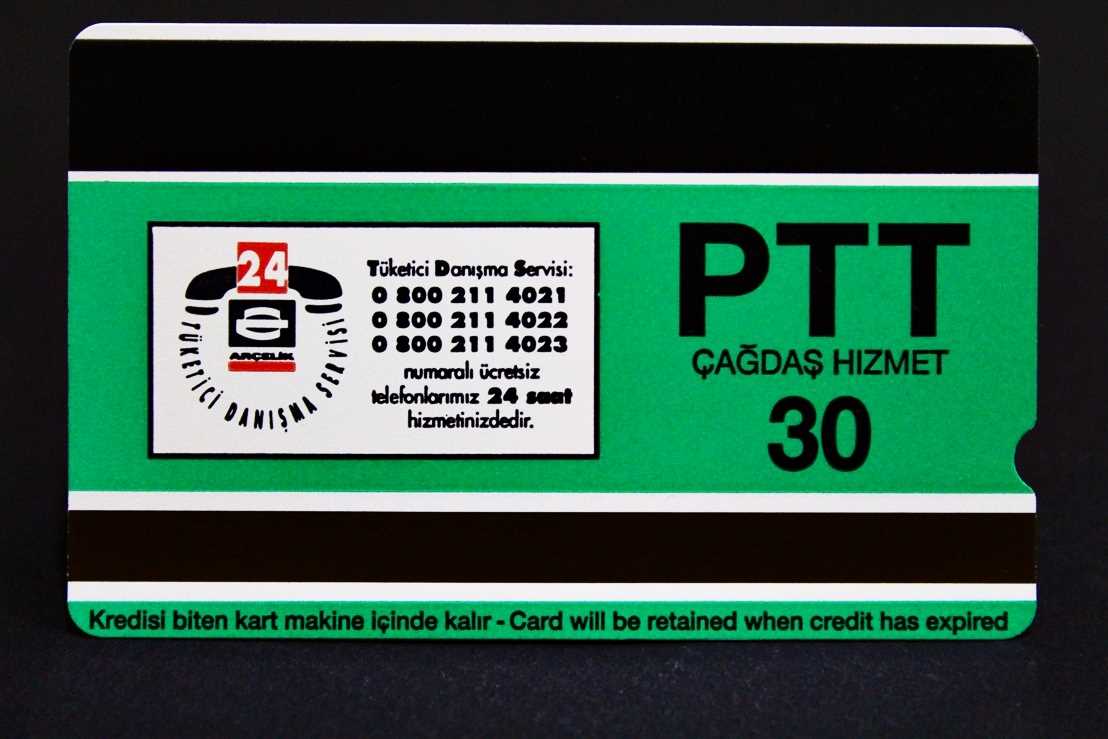 24
ARÇELİK
TÜKETİCİ DANIŞMA SERVİSİ
Tüketici Danışma Servisi:
0 800 211 4021
0 800 211 4022
0 800 211 4023
numaralı ücretsiz
telefonlarımız 24 saat
hizmetinizdedir.
PTT
ÇAĞDAŞ HIZMET
30
Kredisi biten kart makine içinde kalır - Card will be retained when credit has expired